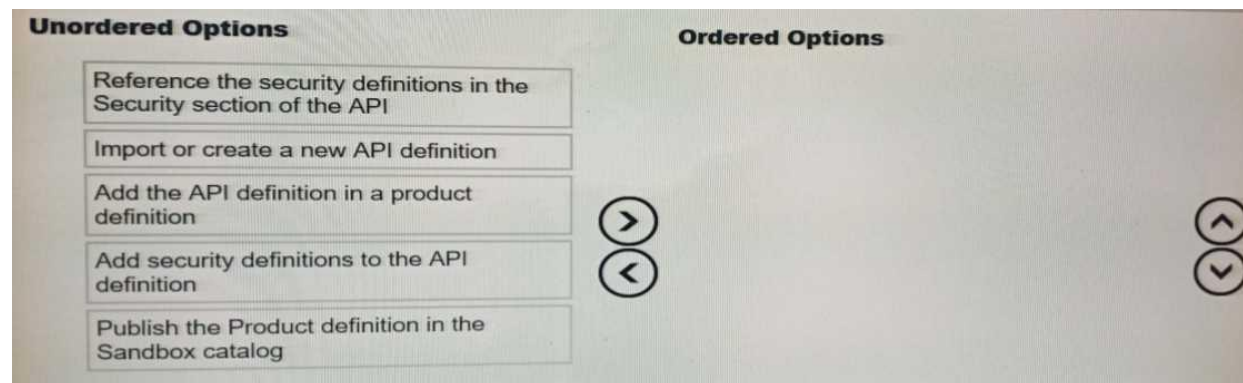 Unordered Options
Ordered Options
Reference the security definitions in the
Security section of the API
Import or create a new API definition
Add the API definition in a product
definition
Add security definitions to the API
definition
Publish the Product definition in the
Sandbox catalog